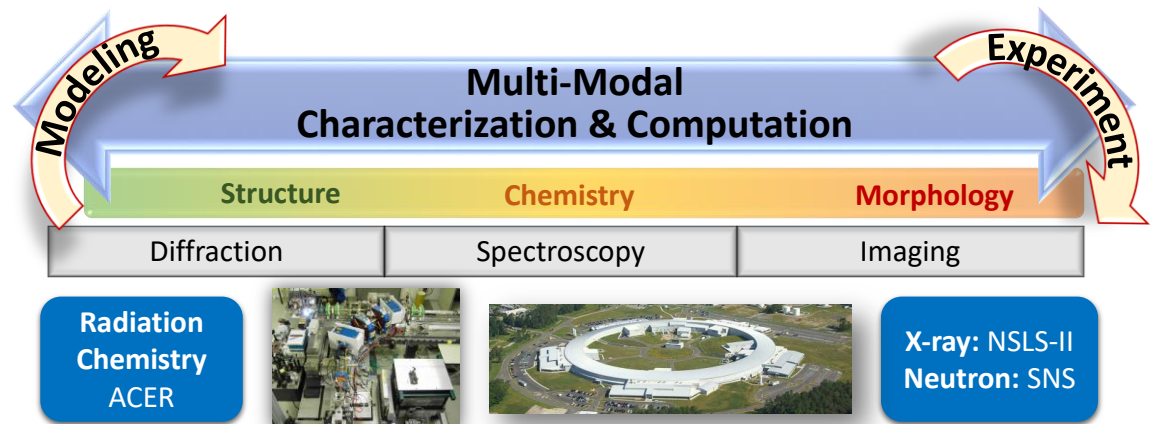 Modeling
Experiment
Multi-Modal
Characterization & Computation
Structure
Chemistry
Morphology
Diffraction
Spectroscopy
Imaging
Radiation
Chemistry
ACER
X-ray: NSLS-II
Neutron: SNS